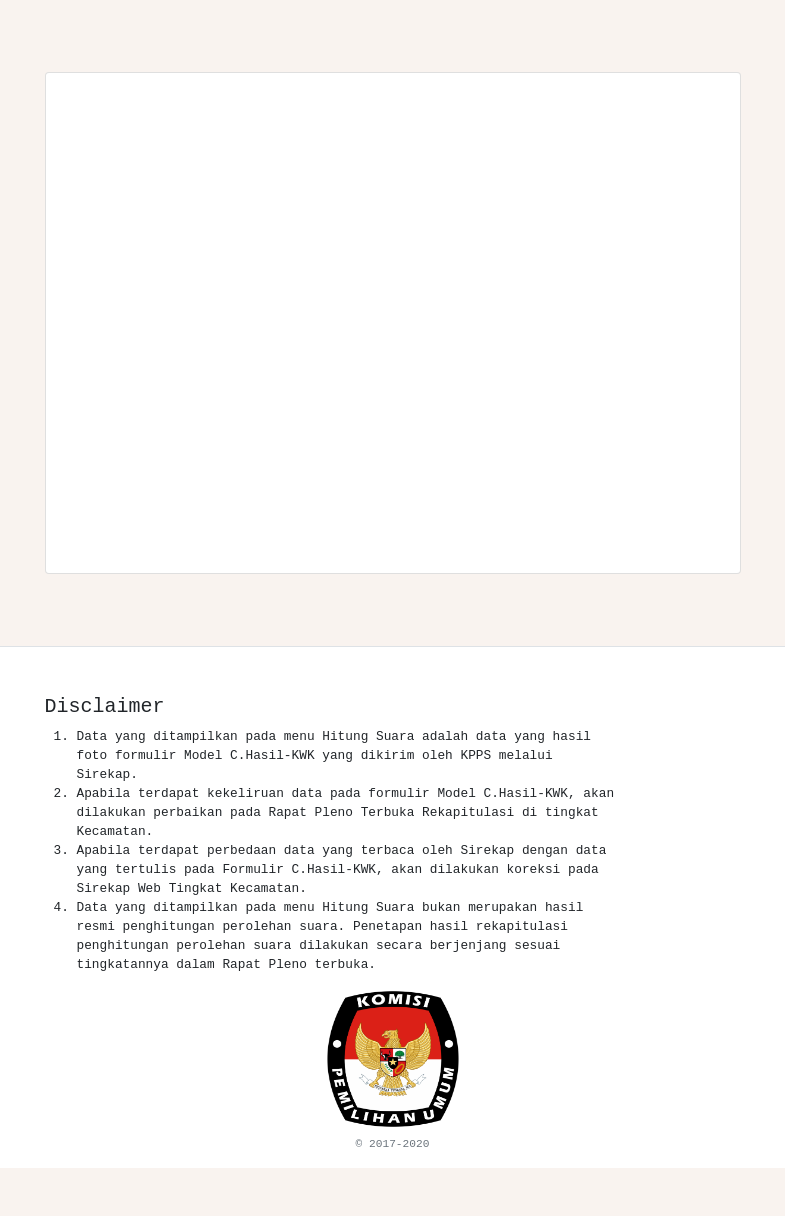 Disclaimer
1. Data yang ditampilkan pada menu Hitung Suara adalah data yang hasil
foto formulir Model C.Hasil-KWK yang dikirim oleh KPPS melalui
Sirekap.
2. Apabila terdapat kekeliruan data pada formulir Model C.Hasil-KWK, akan
dilakukan perbaikan pada Rapat Pleno Terbuka Rekapitulasi di tingkat
Kecamatan.
3. Apabila terdapat perbedaan data yang terbaca oleh Sirekap dengan data
yang tertulis pada Formulir C.Hasil-KWK, akan dilakukan koreksi pada
Sirekap Web Tingkat Kecamatan.
4. Data yang ditampilkan pada menu Hitung Suara bukan merupakan hasil
resmi penghitungan perolehan suara. Penetapan hasil rekapitulasi
penghitungan perolehan suara dilakukan secara berjenjang sesuai
tingkatannya dalam Rapat Pleno terbuka.
KOMISI
PEMILIHAN UMUM
© 2017-2020